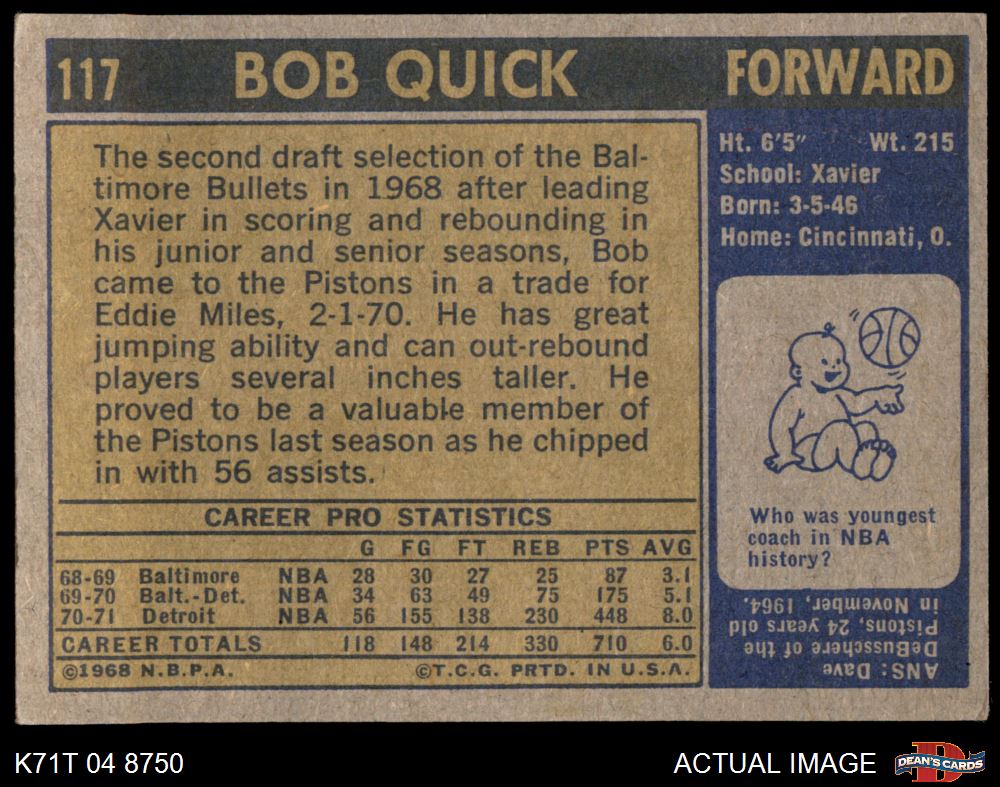 117 BOB QUICK FORWARD
The second draft selection of the Bal-
timore Bullets in 1968 after leading
Xavier in scoring and rebounding in
his junior and senior seasons, Bob
came to the Pistons in a trade for
Eddie Miles, 2-1-70. He has great
jumping ability and can out-rebound
players several inches taller. He
proved to be a valuable member of
the Pistons last season as he chipped
in with 56 assists.
CAREER PRO STATISTICS
G FG FT REB PTS AVG
68-69 Baltimore NBA 28 30 27 25 87 3.1
69-70 Balt.-Det. NBA 34 63 49 75 175 5.1
70-71 Detroit NBA 56 155 138 230 448 8.0
CAREER TOTALS 118 148 214 330 710 6.0
©1968 N.B.P.A. ©T.C.G. PRTD. IN U.S.A.
Ht. 6'5" Wt. 215
School: Xavier
Born: 3-5-46
Home: Cincinnati, O.
Who was youngest
coach in NBA
history?
ANS: Dave
DeBusschere of the
Pistons, 24 years old
in November, 1964.
K71T 04 8750
ACTUAL IMAGE
D
DEAN'S CARDS